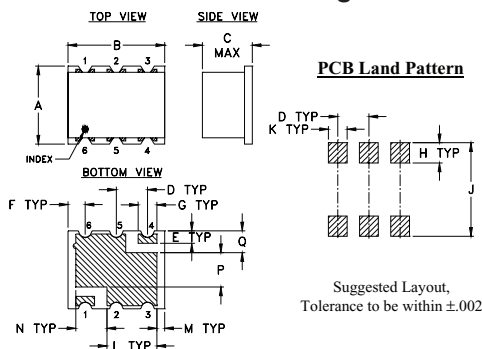 TOP VIEW
SIDE VIEW
B
C
MAX
1 2 3
A
6 5 4
INDEX
BOTTOM VIEW
D TYP
F TYP
G TYP
6 5 4
E TYP
Q
P
1 2 3
N TYP
M TYP
L TYP
PCB Land Pattern
D TYP
K TYP
H TYP
J
Suggested Layout,
Tolerance to be within ±.002